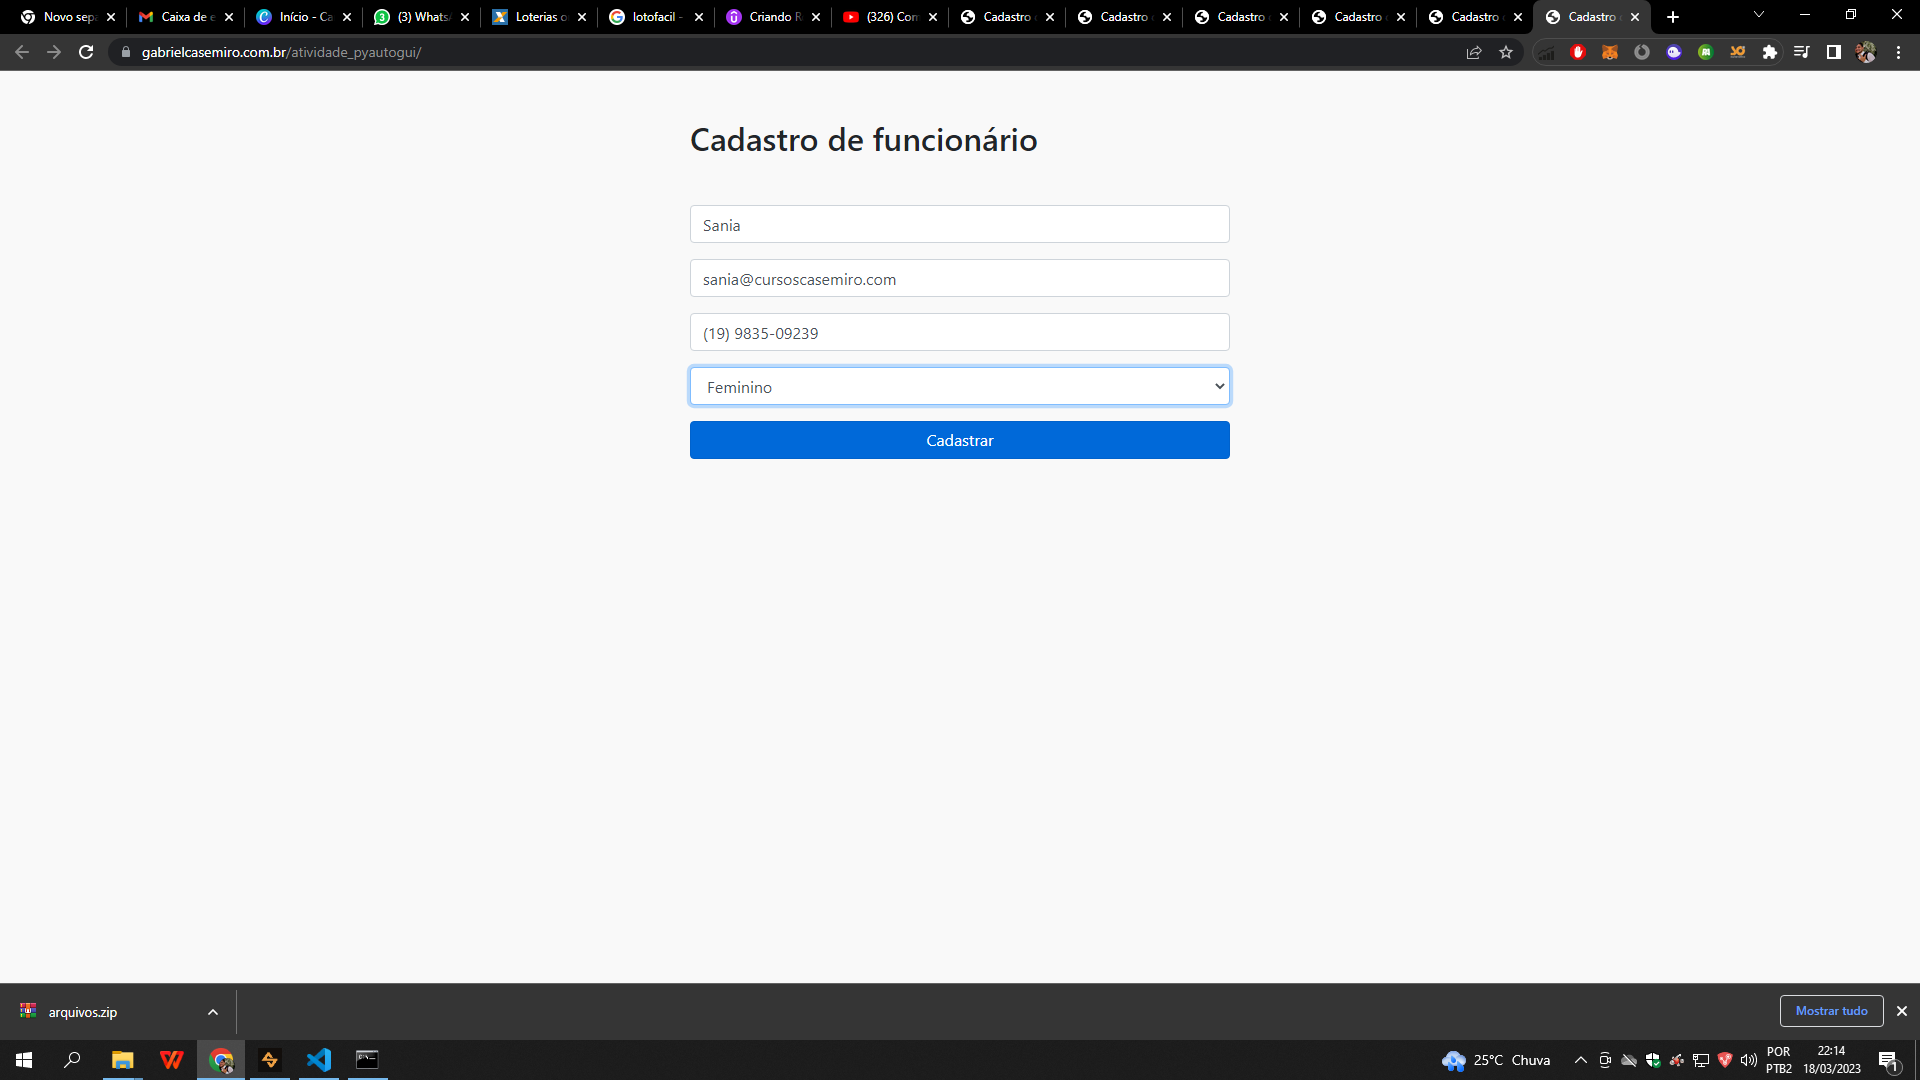 Novo sep
Caixa de e
Início - Ca
(3) Whats
Loterias o
lotofacil -
Criando R
(326) Com
Cadastro
Cadastro
Cadastro
Cadastro
Cadastro
Cadastro
gabrielcasemiro.com.br/atividade_pyautogui/
Cadastro de funcionário
Sania
sania@cursoscasemiro.com
(19) 9835-09239
Feminino
Cadastrar
arquivos.zip
Mostrar tudo
25°C Chuva
POR
PTB2
22:14
18/03/2023
1